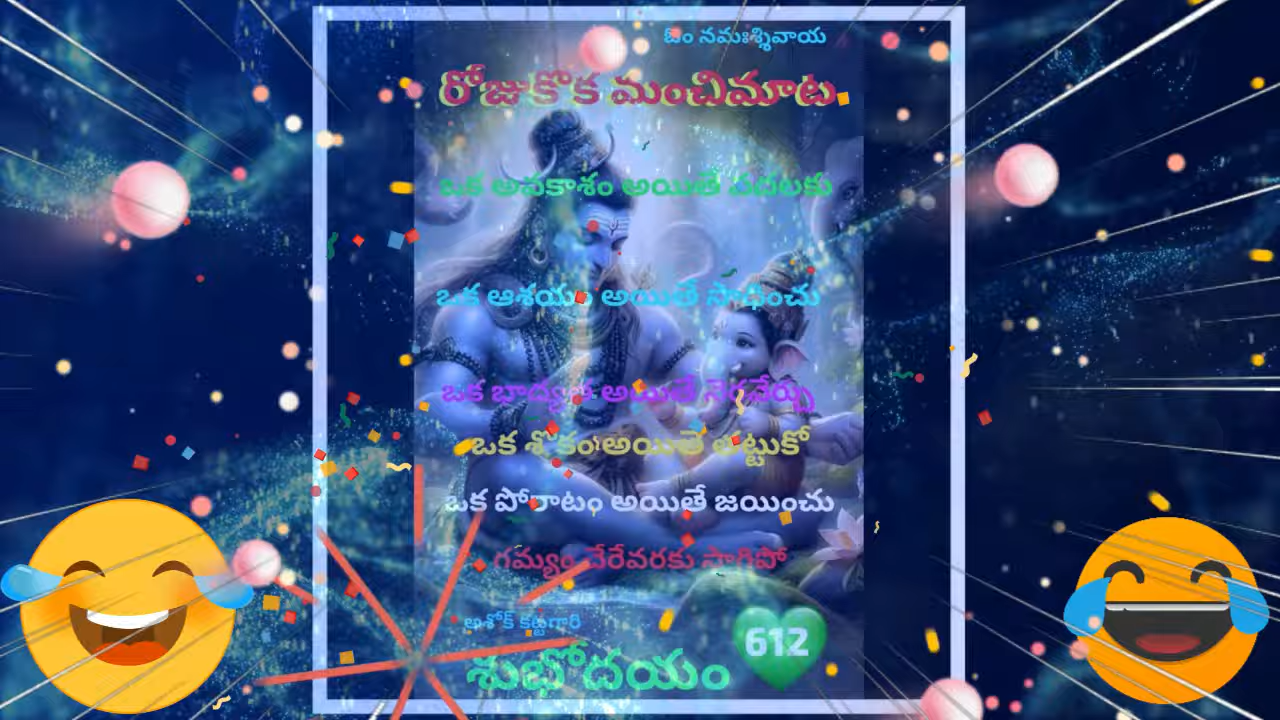 ఓం నమఃశ్శివాయ
రోజుకొక మంచిమాట
ఒక అవకాశం అయితే వదలకు
ఒక ఆశయం అయితే సాధించు
ఒక భాద్యత అయితే నెరవేర్చు
ఒక శోకం అయితే తట్టుకో
ఒక పోరాటం అయితే జయించు
గమ్యం చేరేవరకు సాగిపో
అశోక్ కట్టగారి
612
శుభోదయం